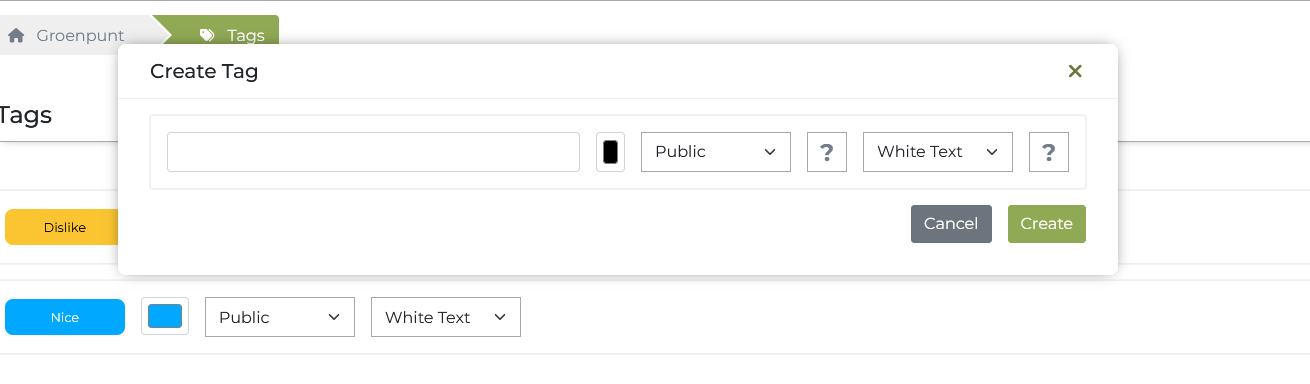 Groenpunt Tags
Create Tag
Tags
Public ? White Text ?
Cancel Create
Dislike
Nice Public White Text